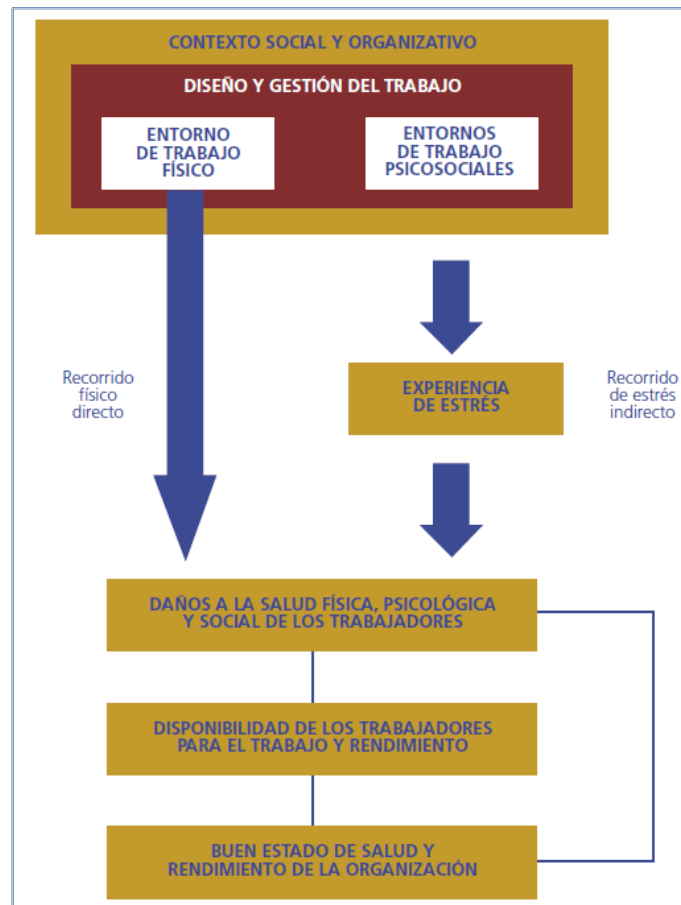 CONTEXTO SOCIAL Y ORGANIZATIVO
DISEÑO Y GESTIÓN DEL TRABAJO
ENTORNO
DE TRABAJO
FÍSICO
ENTORNOS
DE TRABAJO
PSICOSOCIALES
Recorrido
físico
directo
EXPERIENCIA
DE ESTRÉS
Recorrido
de estrés
indirecto
DAÑOS A LA SALUD FÍSICA, PSICOLÓGICA
Y SOCIAL DE LOS TRABAJADORES
DISPONIBILIDAD DE LOS TRABAJADORES
PARA EL TRABAJO Y RENDIMIENTO
BUEN ESTADO DE SALUD Y
RENDIMIENTO DE LA ORGANIZACIÓN